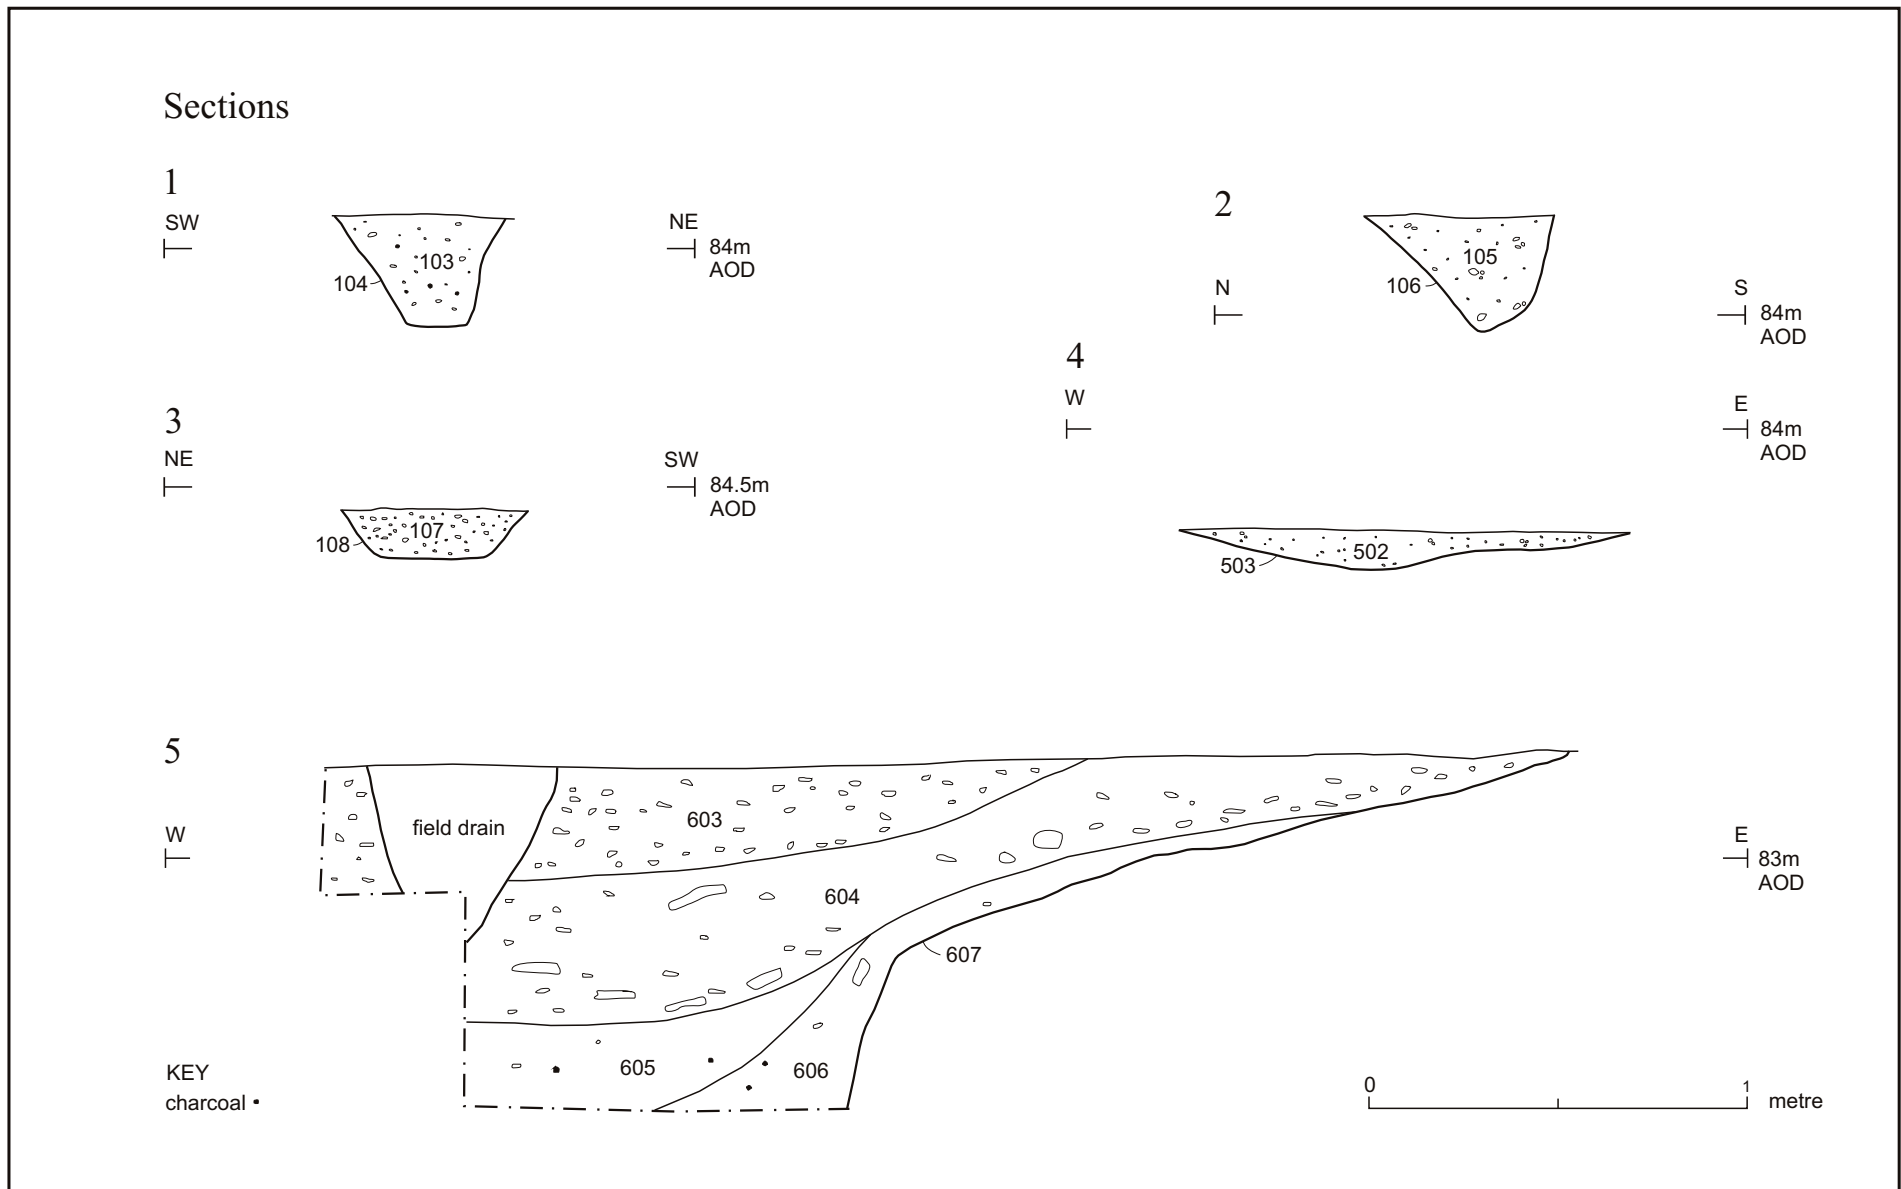 Sections
1
SW
NE
84m
AOD
103
104
2
N
S
84m
AOD
105
106
3
NE
SW
84.5m
AOD
107
108
4
W
E
84m
AOD
502
503
5
W
E
83m
AOD
field drain
603
604
607
605
606
KEY
charcoal
0 1
metre